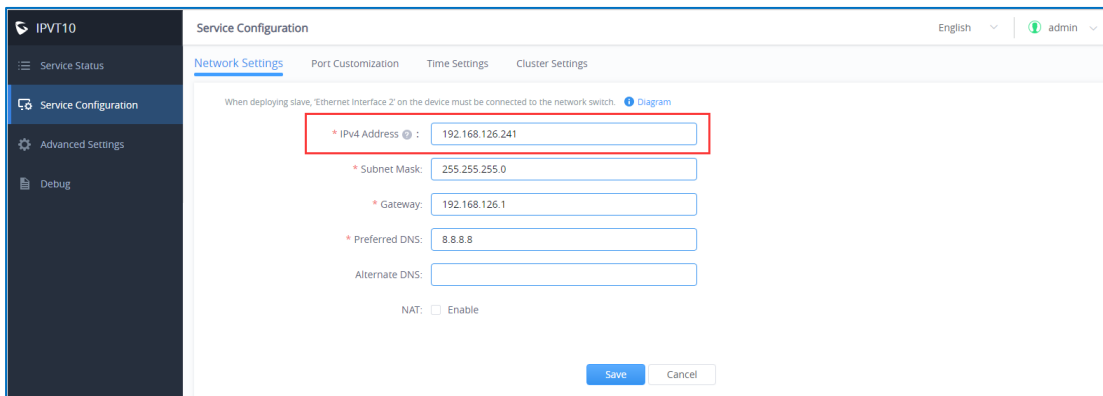 IPVT10
Service Configuration
English
admin
Service Status
Service Configuration
Advanced Settings
Debug
Network Settings Port Customization Time Settings Cluster Settings
When deploying slave, 'Ethernet Interface 2' on the device must be connected to the network switch. Diagram
* IPv4 Address ? : 192.168.126.241
* Subnet Mask: 255.255.255.0
* Gateway: 192.168.126.1
* Preferred DNS: 8.8.8.8
Alternate DNS:
NAT: Enable
Save Cancel